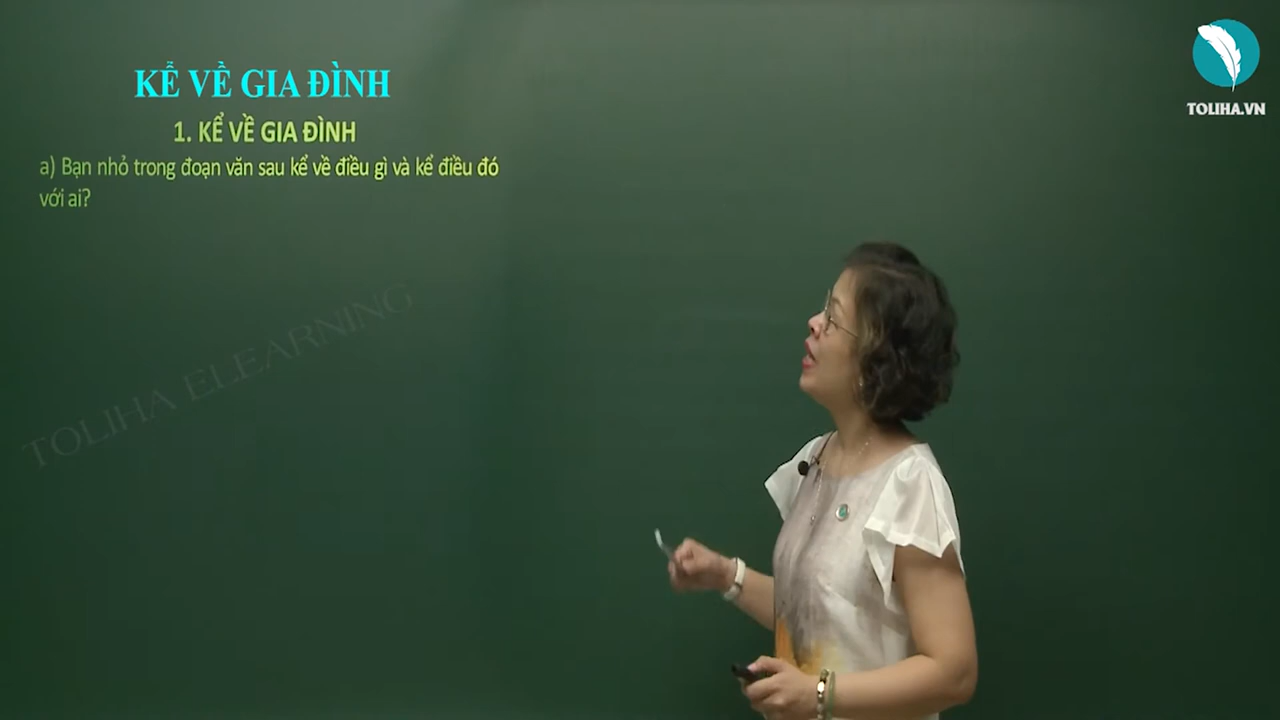 KỂ VỀ GIA ĐÌNH
1. KỂ VỀ GIA ĐÌNH
a) Bạn nhỏ trong đoạn văn sau kể về điều gì và kể điều đó
với ai?
TOLIHA ELEARNING
TOLIHA.VN